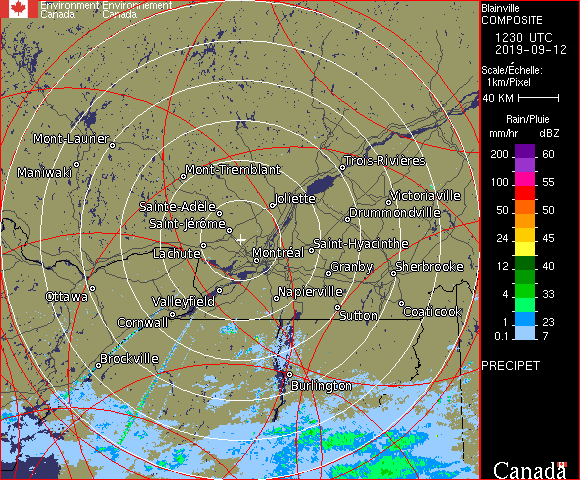 Environment Environnement
Canada Canada
Blainville
COMPOSITE
1230 UTC
2019-09-12
Scale/Échelle:
1km/Pixel
40 KM
Rain/Pluie
mm/hr dBZ
200 60
100 55
50 50
24 45
12 40
4 33
1 23
0.1 7
PRECIPET
Mont-Laurier
Maniwaki
Mont-Tremblant
Trois-Rivières
Joliette
Victoriaville
Sainte-Adèle
Drummondville
Saint-Jérôme
Lachute
Montréal
Saint-Hyacinthe
Granby
Sherbrooke
Ottawa
Valleyfield
Napierville
Cornwall
Sutton
Coaticook
Brockville
Burlington
Canada